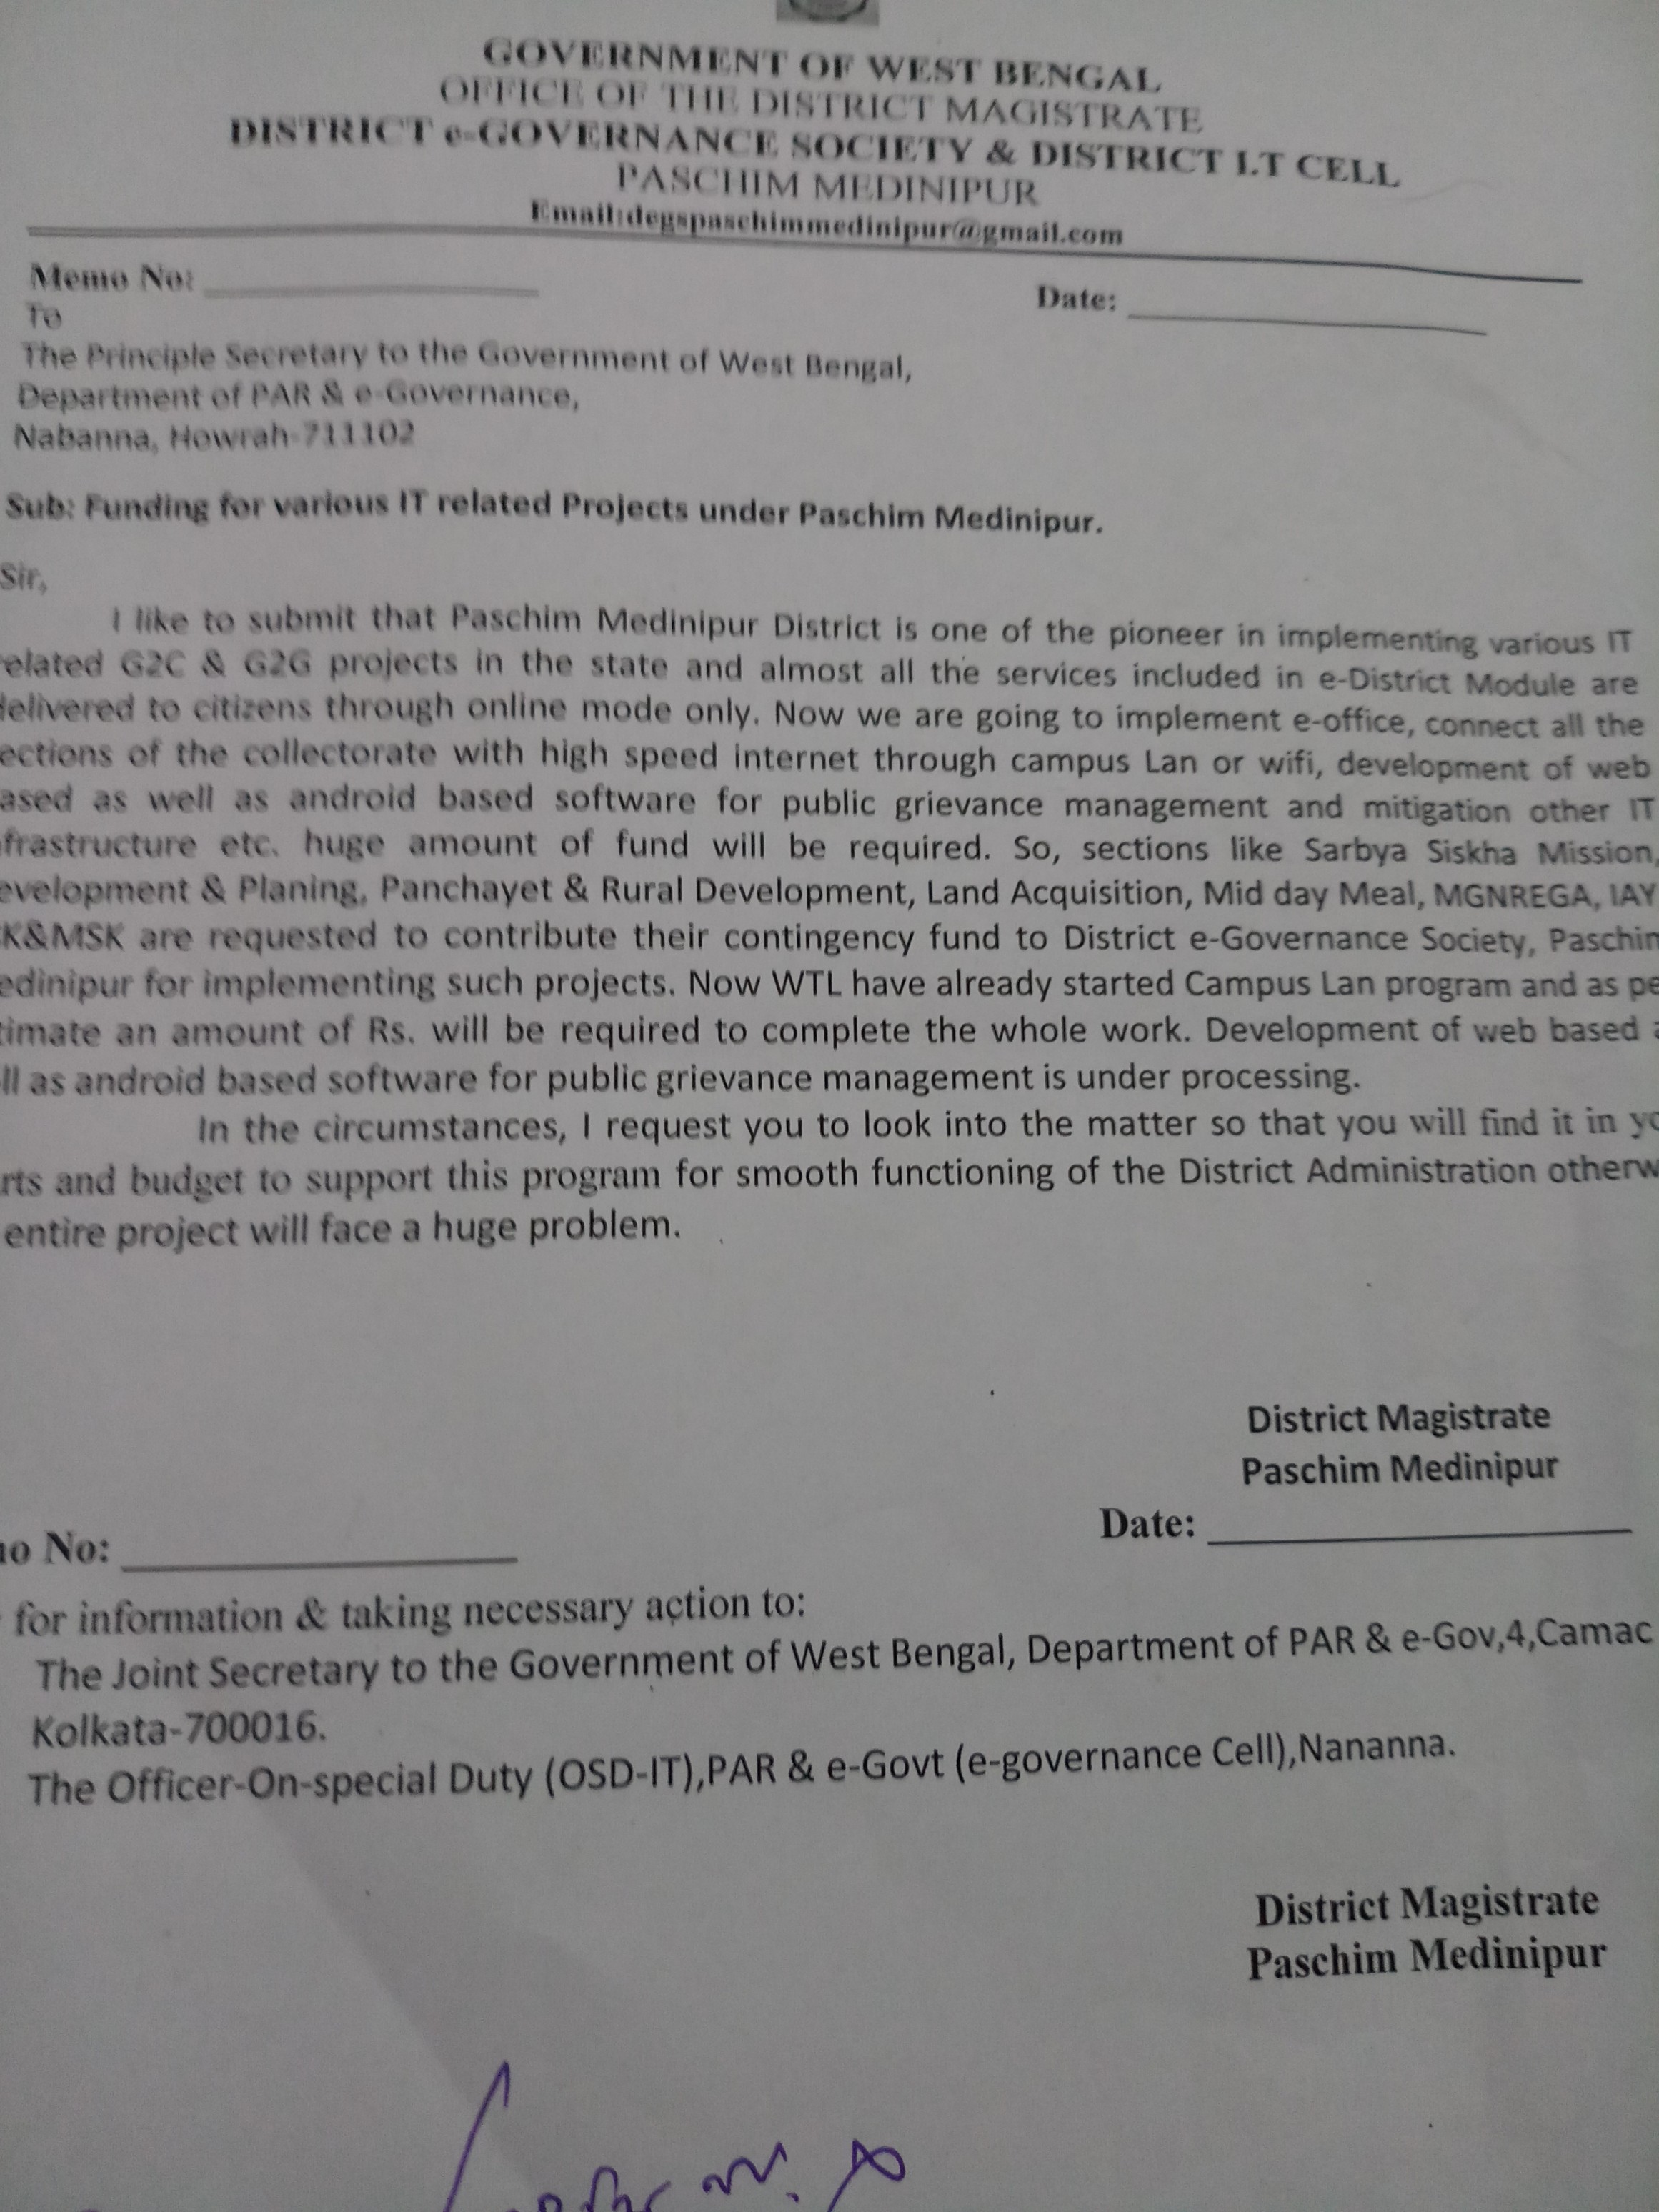 GOVERNMENT OF WEST BENGAL
OFFICE OF THE DISTRICT MAGISTRATE
DISTRICT e-GOVERNANCE SOCIETY & DISTRICT I.T CELL
PASCHIM MEDINIPUR
Email:degspaschimmedinipur@gmail.com
Memo No: Date:
To
The Principle Secretary to the Government of West Bengal,
Department of PAR & e-Governance,
Nabanna, Howrah-711102
Sub: Funding for various IT related Projects under Paschim Medinipur.
Sir,
I like to submit that Paschim Medinipur District is one of the pioneer in implementing various IT
elated G2C & G2G projects in the state and almost all the services included in e-District Module are
delivered to citizens through online mode only. Now we are going to implement e-office, connect all the
ections of the collectorate with high speed internet through campus Lan or wifi, development of web
ased as well as android based software for public grievance management and mitigation other IT
frastructure etc. huge amount of fund will be required. So, sections like Sarbya Siskha Mission,
evelopment & Planing, Panchayet & Rural Development, Land Acquisition, Mid day Meal, MGNREGA, IAY
K&MSK are requested to contribute their contingency fund to District e-Governance Society, Paschim
edinipur for implementing such projects. Now WTL have already started Campus Lan program and as pe
timate an amount of Rs. will be required to complete the whole work. Development of web based a
ll as android based software for public grievance management is under processing.
In the circumstances, I request you to look into the matter so that you will find it in yo
rts and budget to support this program for smooth functioning of the District Administration otherw
entire project will face a huge problem.
District Magistrate
Paschim Medinipur
o No: Date:
for information & taking necessary action to:
The Joint Secretary to the Government of West Bengal, Department of PAR & e-Gov,4,Camac
Kolkata-700016.
The Officer-On-special Duty (OSD-IT),PAR & e-Govt (e-governance Cell),Nananna.
District Magistrate
Paschim Medinipur